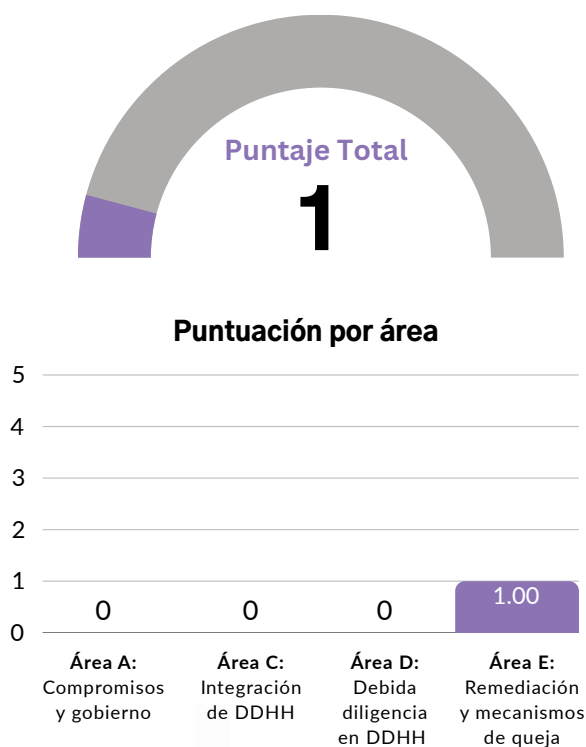 Puntaje Total
1
Puntuación por área
5
4
3
2
1
0
0
0
0
1.00
Área A:
Compromisos
y gobierno
Área C:
Integración
de DDHH
Área D:
Debida
diligencia
en DDHH
Área E:
Remediación
y mecanismos
de queja